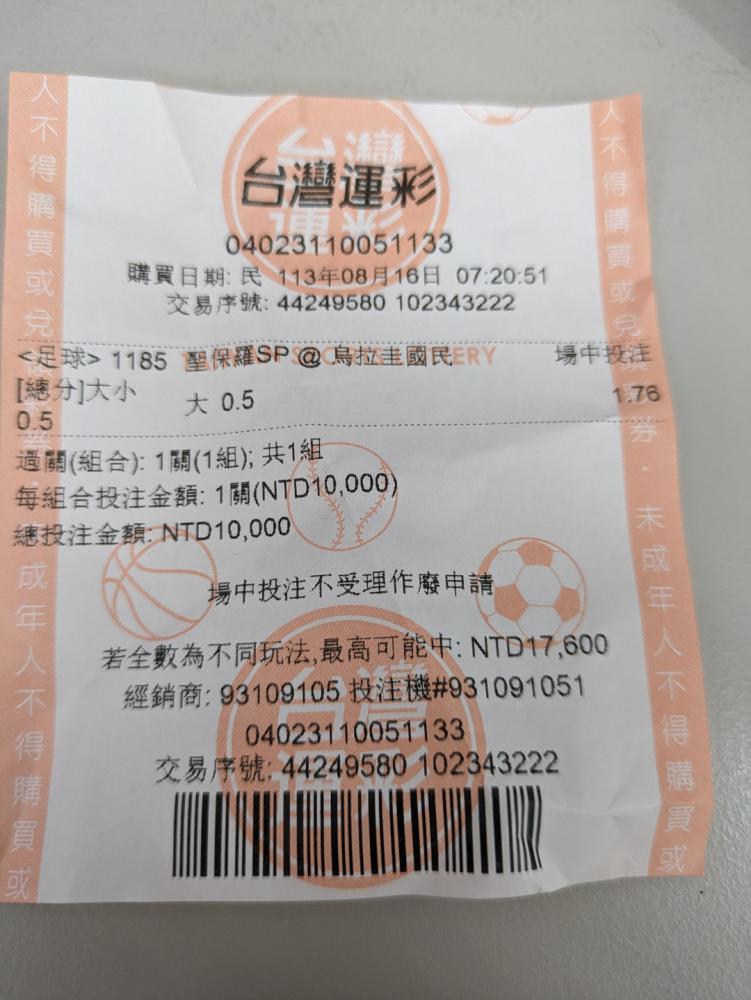 台灣運彩
04023110051133
購買日期: 民 113年08月16日 07:20:51
交易序號: 44249580 102343222
<足球> 1185 聖保羅SP @ 烏拉圭國民 場中投注
[總分]大小 大 0.5 1.76
0.5
過關(組合): 1關(1組); 共1組
每組合投注金額: 1關(NTD10,000)
總投注金額: NTD10,000
場中投注不受理作廢申請
若全數為不同玩法,最高可能中: NTD17,600
經銷商: 93109105 投注機#931091051
04023110051133
交易序號: 44249580 102343222
人不得購買或兌
成年人不得購買或
人不得購買或兌
券．未成年人不得購買或